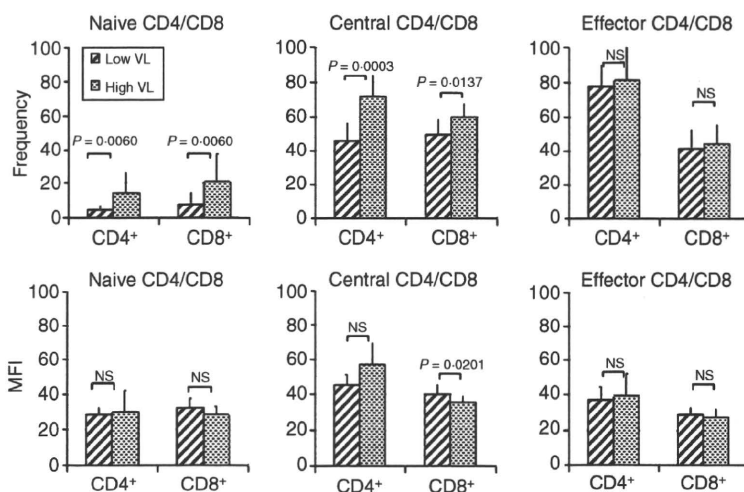 Naive CD4/CD8
Central CD4/CD8
Effector CD4/CD8
Frequency
100
80
60
40
20
0
Low VL
High VL
P = 0·0060
P = 0·0060
CD4+
CD8+
100
80
60
40
20
0
P = 0·0003
P = 0·0137
CD4+
CD8+
100
80
60
40
20
0
NS
NS
CD4+
CD8+
Naive CD4/CD8
Central CD4/CD8
Effector CD4/CD8
MFI
100
80
60
40
20
0
NS
NS
CD4+
CD8+
100
80
60
40
20
0
NS
P = 0·0201
CD4+
CD8+
100
80
60
40
20
0
NS
NS
CD4+
CD8+